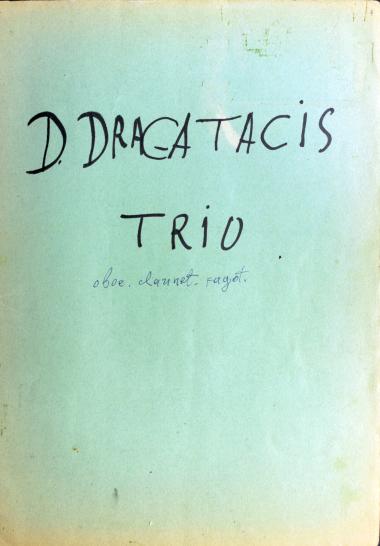 D. DRAGATACIS
TRIO
oboe. clarinet. fagot.